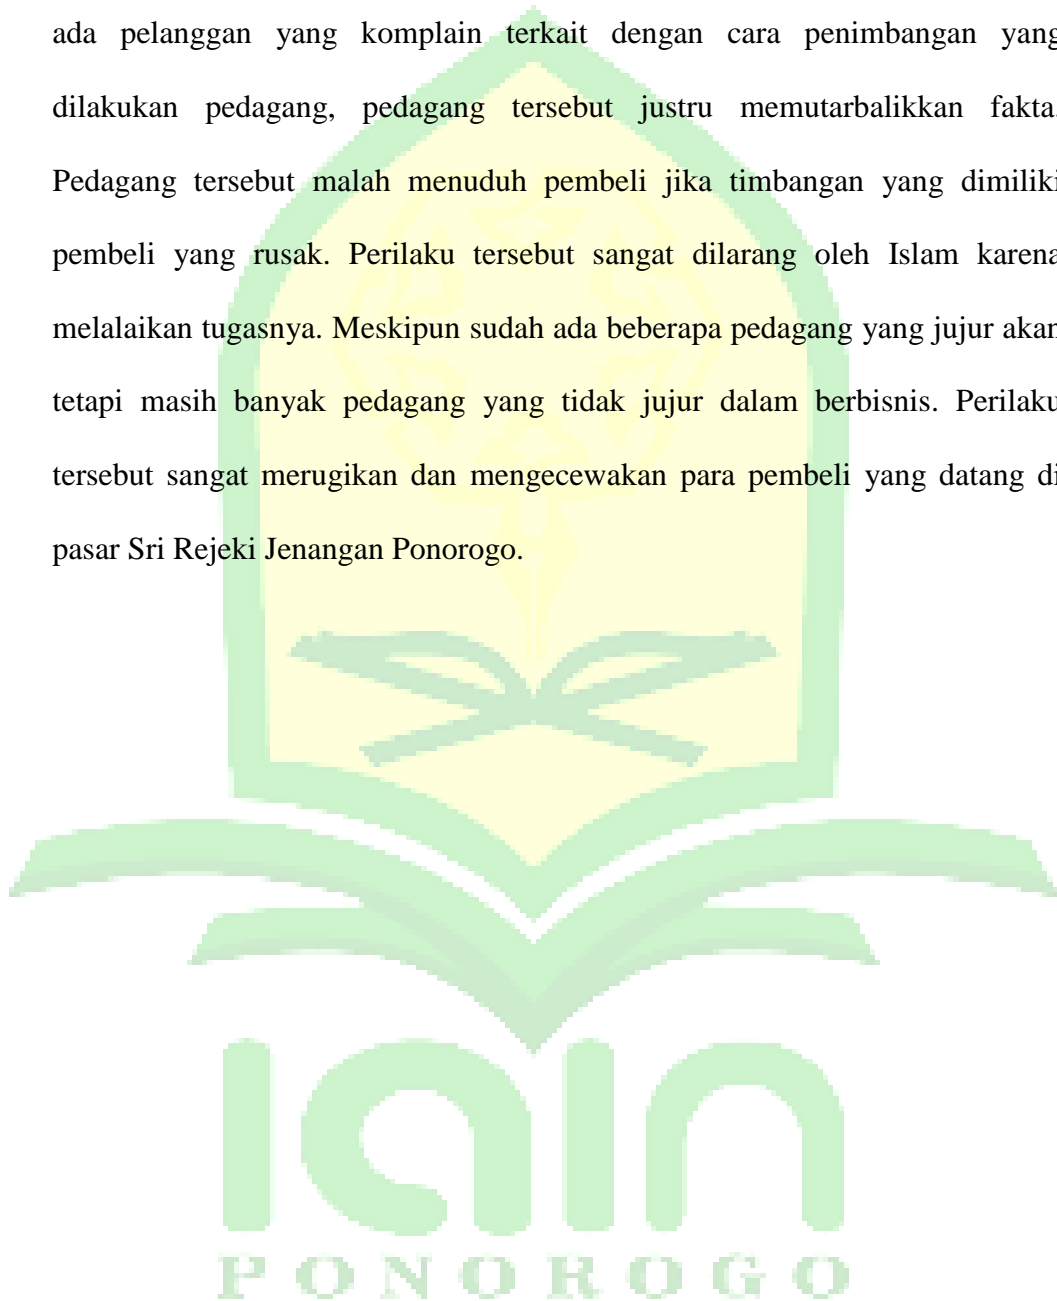 ada pelanggan yang komplain terkait dengan cara penimbangan yang
dilakukan pedagang, pedagang tersebut justru memutarbalikkan fakta.
Pedagang tersebut malah menuduh pembeli jika timbangan yang dimiliki
pembeli yang rusak. Perilaku tersebut sangat dilarang oleh Islam karena
melalaikan tugasnya. Meskipun sudah ada beberapa pedagang yang jujur akan
tetapi masih banyak pedagang yang tidak jujur dalam berbisnis. Perilaku
tersebut sangat merugikan dan mengecewakan para pembeli yang datang di
pasar Sri Rejeki Jenangan Ponorogo.
IAIN
PONOROGO